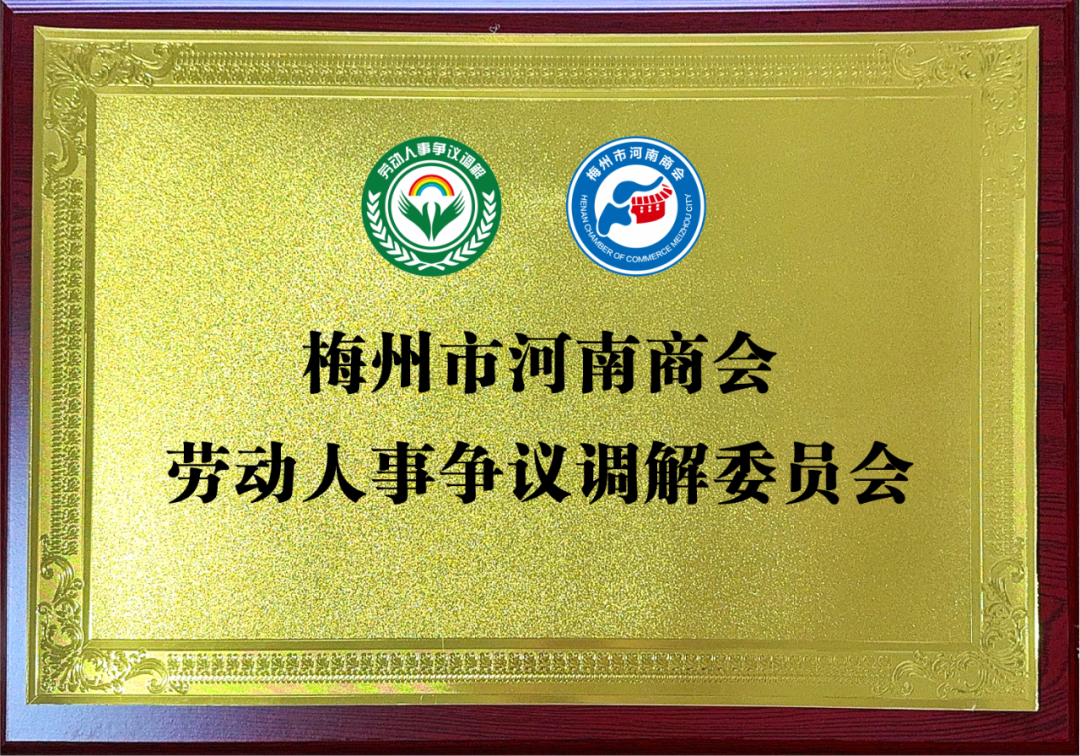 劳动人事争议调解
梅州市河南商会
HENAN CHAMBER OF COMMERCE MEIZHOU CITY
梅州市河南商会
劳动人事争议调解委员会